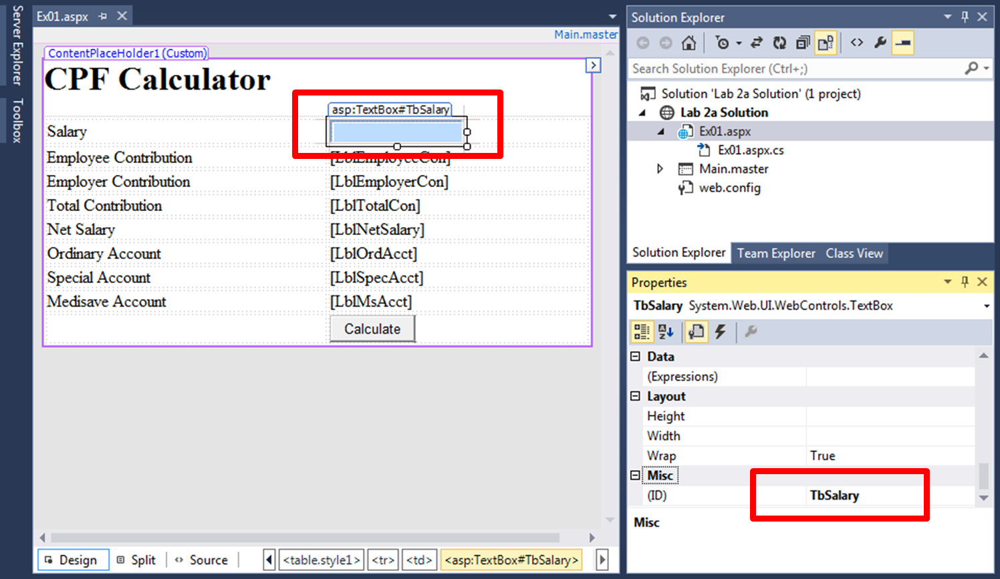 Server Explorer
Toolbox
Ex01.aspx
Main.master
ContentPlaceHolder1 (Custom)
CPF Calculator
asp:TextBox#TbSalary
Salary
Employee Contribution [LblEmployeeCon]
Employer Contribution [LblEmployerCon]
Total Contribution [LblTotalCon]
Net Salary [LblNetSalary]
Ordinary Account [LblOrdAcct]
Special Account [LblSpecAcct]
Medisave Account [LblMsAcct]
Calculate
Design Split Source <table.style1> <tr> <td> <asp:TextBox#TbSalary>
Solution Explorer
Search Solution Explorer (Ctrl+;)
Solution 'Lab 2a Solution' (1 project)
Lab 2a Solution
Ex01.aspx
Ex01.aspx.cs
Main.master
web.config
Solution Explorer Team Explorer Class View
Properties
TbSalary System.Web.UI.WebControls.TextBox
Data
(Expressions)
Layout
Height
Width
Wrap True
Misc
(ID) TbSalary
Misc